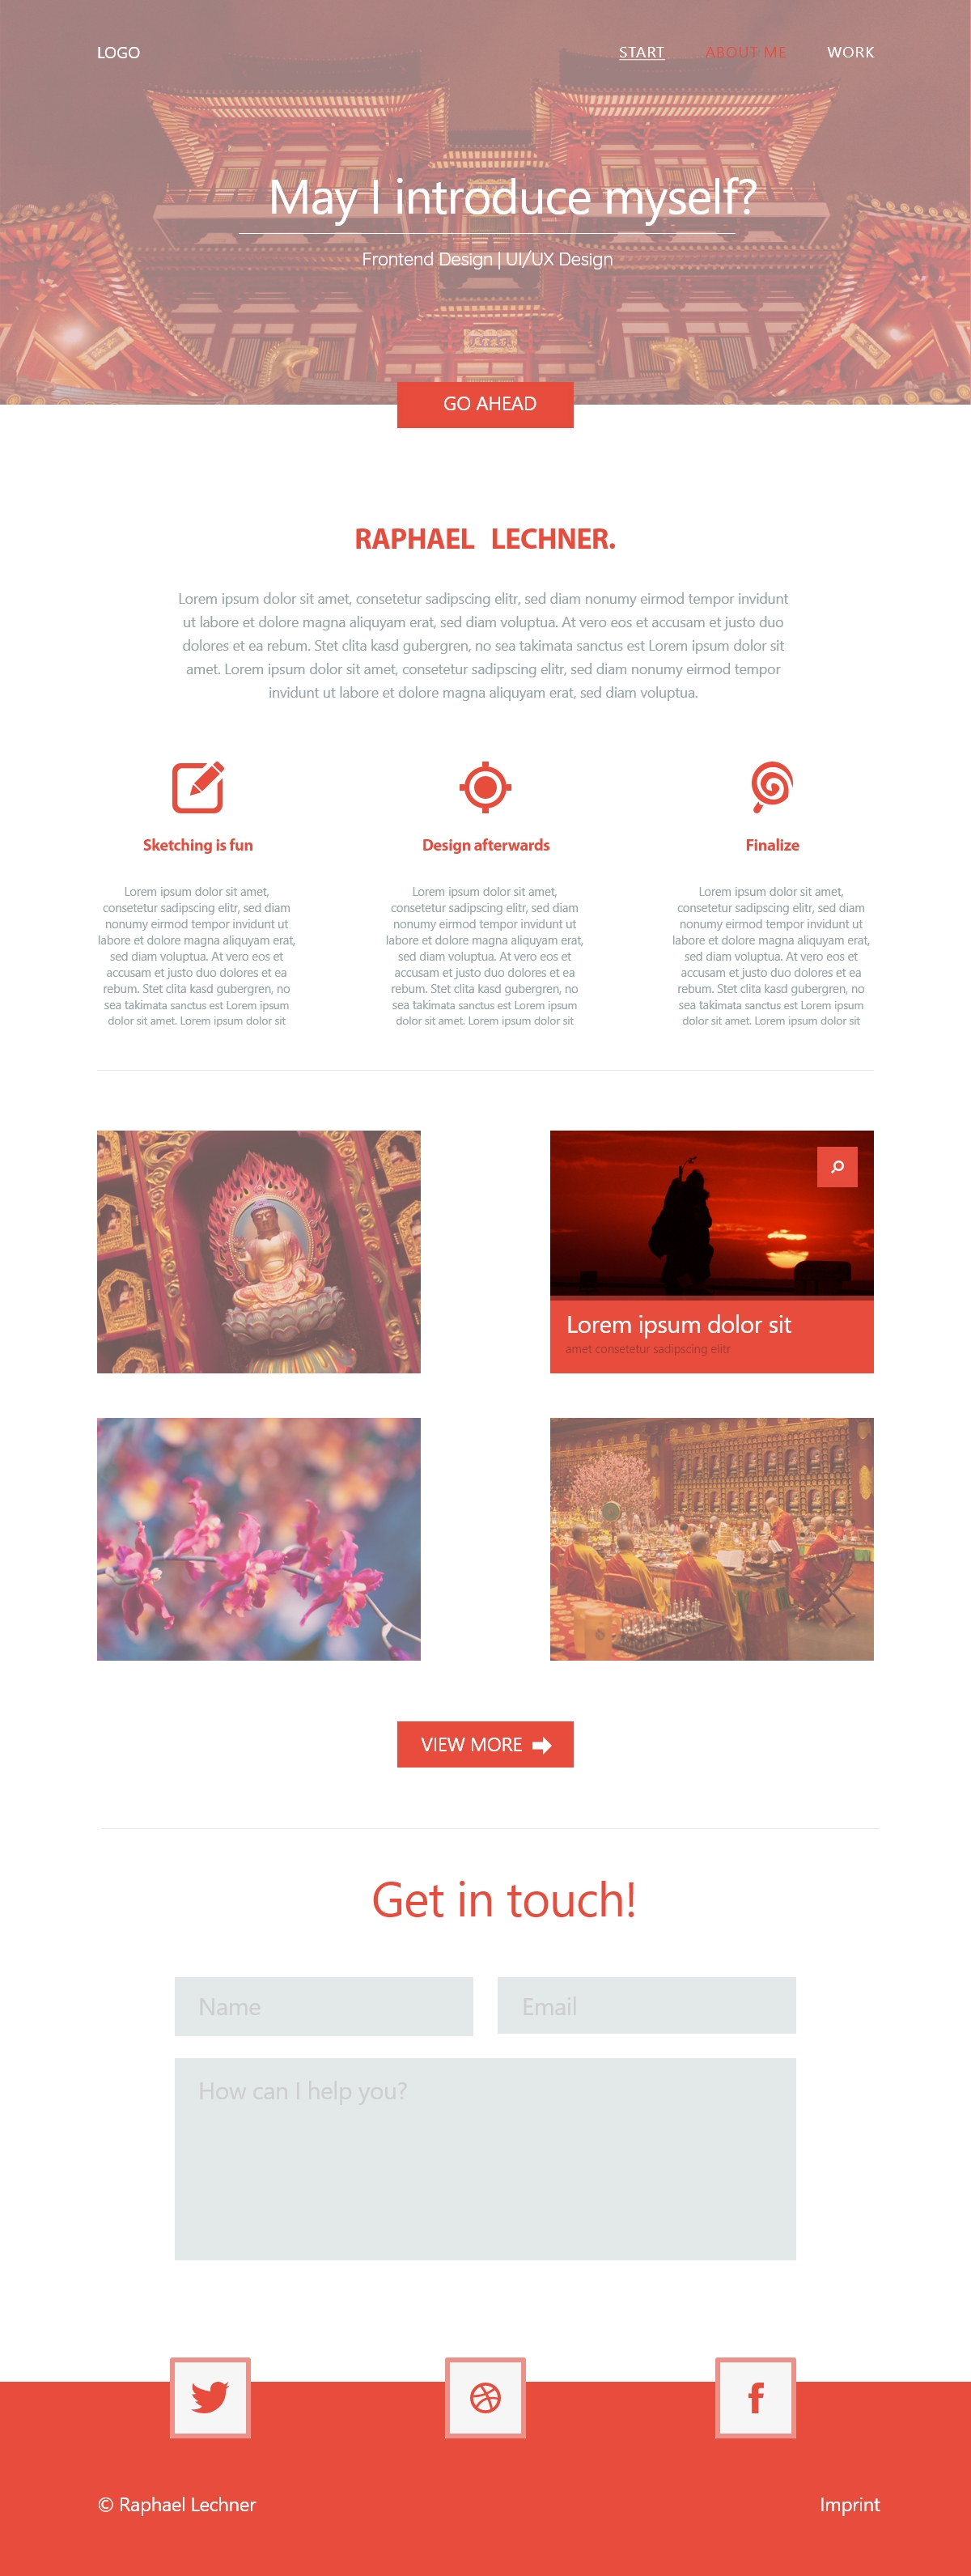 LOGO
START ABOUT ME WORK
May I introduce myself?
Frontend Design | UI/UX Design
GO AHEAD
RAPHAEL LECHNER.
Lorem ipsum dolor sit amet, consetetur sadipscing elitr, sed diam nonumy eirmod tempor invidunt
ut labore et dolore magna aliquyam erat, sed diam voluptua. At vero eos et accusam et justo duo
dolores et ea rebum. Stet clita kasd gubergren, no sea takimata sanctus est Lorem ipsum dolor sit
amet. Lorem ipsum dolor sit amet, consetetur sadipscing elitr, sed diam nonumy eirmod tempor
invidunt ut labore et dolore magna aliquyam erat, sed diam voluptua.
Sketching is fun
Lorem ipsum dolor sit amet,
consetetur sadipscing elitr, sed diam
nonumy eirmod tempor invidunt ut
labore et dolore magna aliquyam erat,
sed diam voluptua. At vero eos et
accusam et justo duo dolores et ea
rebum. Stet clita kasd gubergren, no
sea takimata sanctus est Lorem ipsum
dolor sit amet. Lorem ipsum dolor sit
Design afterwards
Lorem ipsum dolor sit amet,
consetetur sadipscing elitr, sed diam
nonumy eirmod tempor invidunt ut
labore et dolore magna aliquyam erat,
sed diam voluptua. At vero eos et
accusam et justo duo dolores et ea
rebum. Stet clita kasd gubergren, no
sea takimata sanctus est Lorem ipsum
dolor sit amet. Lorem ipsum dolor sit
Finalize
Lorem ipsum dolor sit amet,
consetetur sadipscing elitr, sed diam
nonumy eirmod tempor invidunt ut
labore et dolore magna aliquyam erat,
sed diam voluptua. At vero eos et
accusam et justo duo dolores et ea
rebum. Stet clita kasd gubergren, no
sea takimata sanctus est Lorem ipsum
dolor sit amet. Lorem ipsum dolor sit
Lorem ipsum dolor sit
amet consetetur sadipscing elitr
VIEW MORE
Get in touch!
Name
Email
How can I help you?
© Raphael Lechner
Imprint